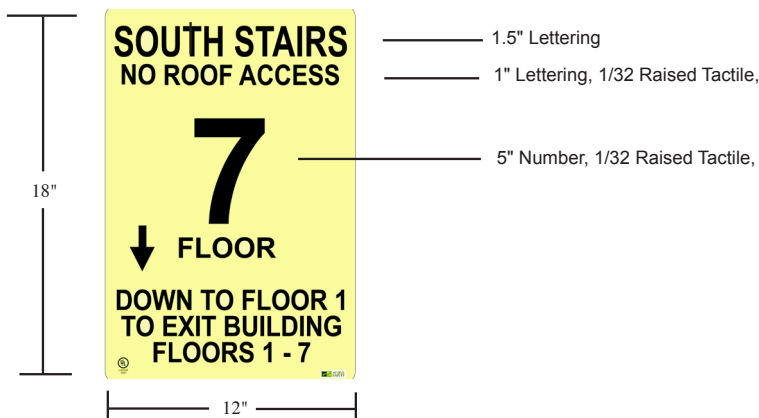 SOUTH STAIRS
1.5" Lettering
NO ROOF ACCESS
1" Lettering, 1/32 Raised Tactile,
7
5" Number, 1/32 Raised Tactile,
18"
FLOOR
DOWN TO FLOOR 1
TO EXIT BUILDING
FLOORS 1 - 7
12"